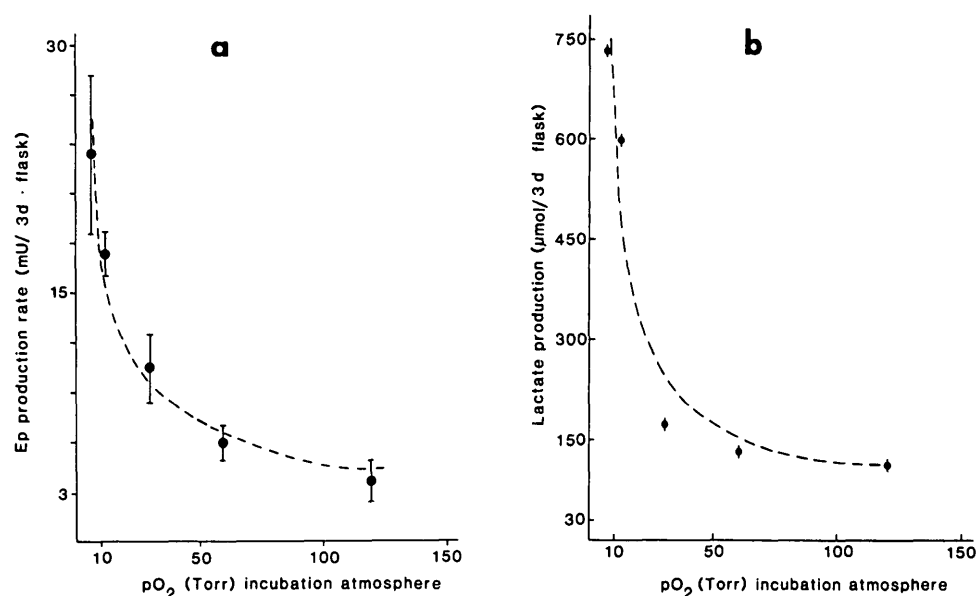 a
Ep production rate (mU/ 3d · flask)
30
15
3
10
50
100
150
pO2 (Torr) incubation atmosphere
b
Lactate production (µmol/ 3 d flask)
750
600
450
300
150
30
10
50
100
150
pO2 (Torr) incubation atmosphere